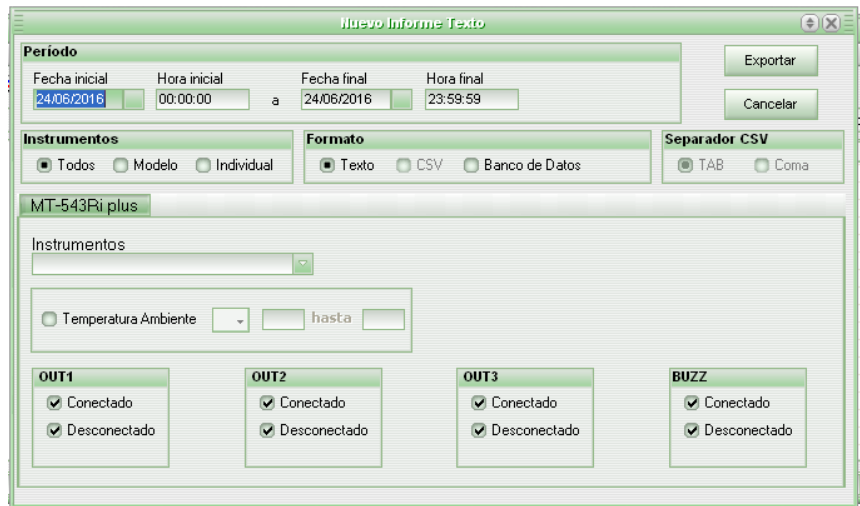 Nuevo Informe Texto
Período
Exportar
Fecha inicial Hora inicial Fecha final Hora final
24/06/2016 00:00:00 a 24/06/2016 23:59:59
Cancelar
Instrumentos Formato Separador CSV
Todos Modelo Individual Texto CSV Banco de Datos TAB Coma
MT-543Ri plus
Instrumentos
Temperatura Ambiente hasta
OUT1 OUT2 OUT3 BUZZ
Conectado Conectado Conectado Conectado
Desconectado Desconectado Desconectado Desconectado